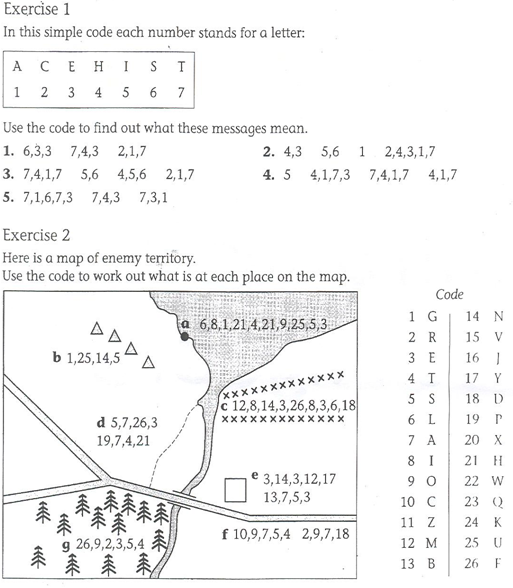 Exercise 1
In this simple code each number stands for a letter:
A C E H I S T
1 2 3 4 5 6 7
Use the code to find out what these messages mean.
1. 6,3,3 7,4,3 2,1,7
2. 4,3 5,6 1 2,4,3,1,7
3. 7,4,1,7 5,6 4,5,6 2,1,7
4. 5 4,1,7,3 7,4,1,7 4,1,7
5. 7,1,6,7,3 7,4,3 7,3,1
Exercise 2
Here is a map of enemy territory.
Use the code to work out what is at each place on the map.
a 6,8,1,21,4,21,9,25,5,3
b 1,25,14,5
c 12,8,14,3,26,8,3,6,18
d 5,7,26,3
19,7,4,21
e 3,14,3,12,17
13,7,5,3
f 10,9,7,5,4 2,9,7,18
g 26,9,2,3,5,4
Code
1 G 14 N
2 R 15 V
3 E 16 J
4 T 17 Y
5 S 18 D
6 L 19 P
7 A 20 X
8 I 21 H
9 O 22 W
10 C 23 Q
11 Z 24 K
12 M 25 U
13 B 26 F